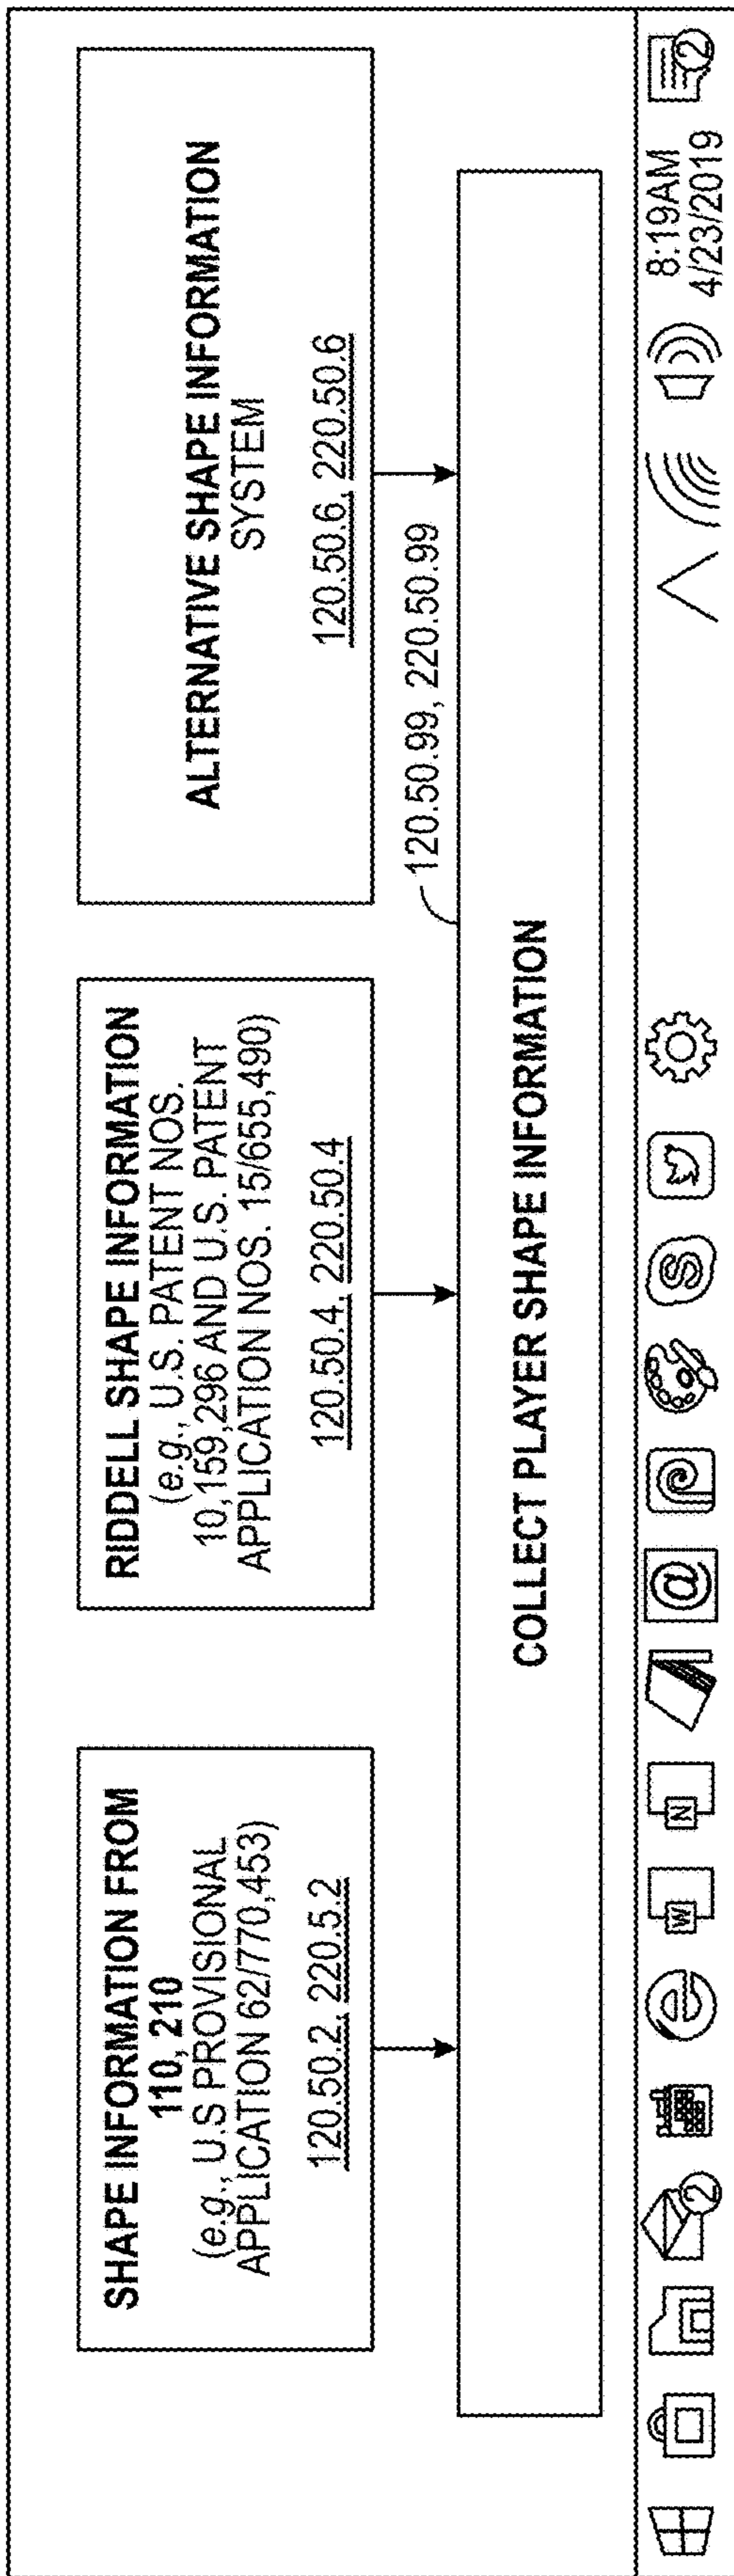 SHAPE INFORMATION FROM
110, 210
(e.g., U.S PROVISIONAL
APPLICATION 62/770,453)
120.50.2, 220.5.2
RIDDELL SHAPE INFORMATION
(e.g., U.S. PATENT NOS.
10,159,296 AND U.S. PATENT
APPLICATION NOS. 15/655,490)
120.50.4, 220.50.4
ALTERNATIVE SHAPE INFORMATION
SYSTEM
120.50.6, 220.50.6
120.50.99, 220.50.99
COLLECT PLAYER SHAPE INFORMATION
2
e
W
N
@
S
8:19AM
4/23/2019
2